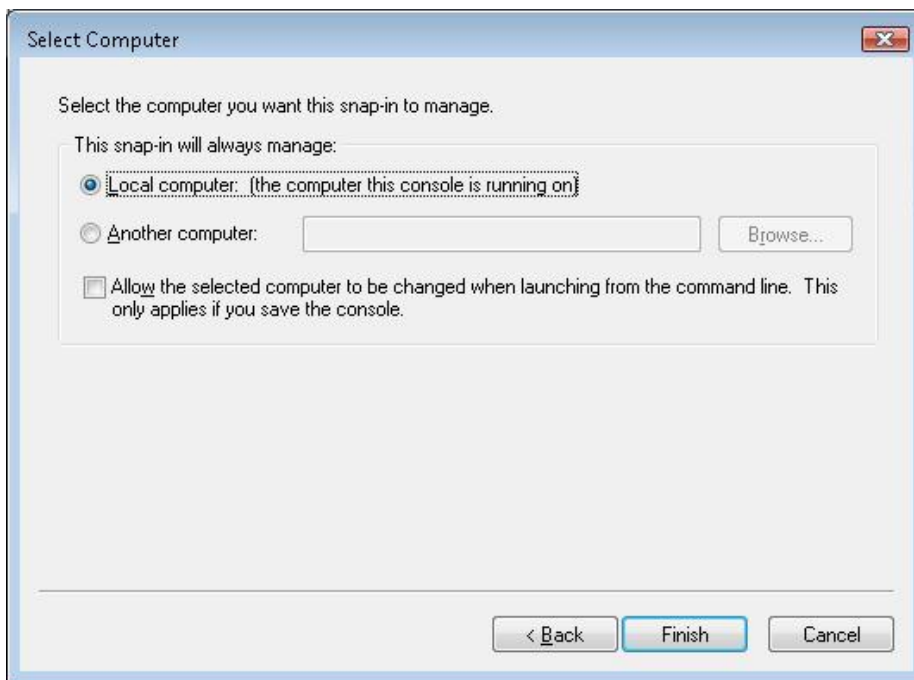 Select Computer
Select the computer you want this snap-in to manage.
This snap-in will always manage:
Local computer:  (the computer this console is running on)
Another computer:
Browse...
Allow the selected computer to be changed when launching from the command line.  This
only applies if you save the console.
< Back
Finish
Cancel